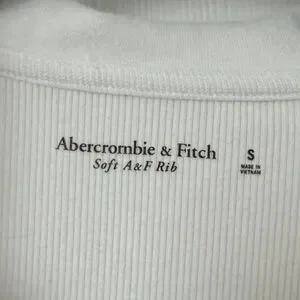 Abercrombie & Fitch
Soft A&F Rib
S
MADE IN
VIETNAM